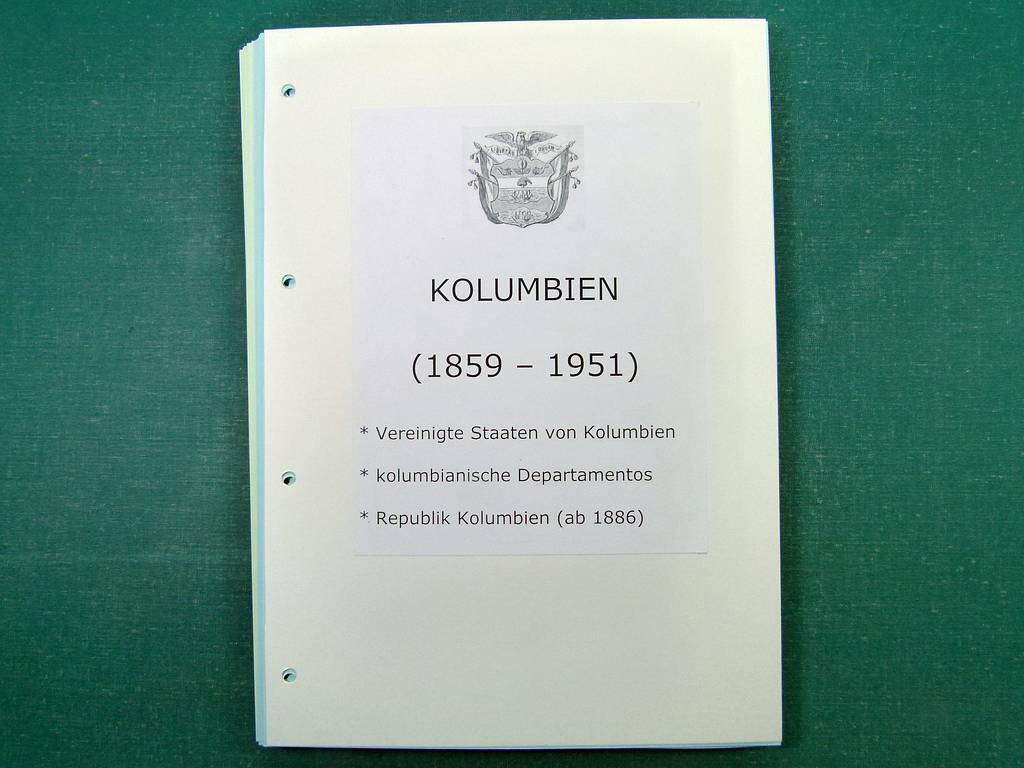 KOLUMBIEN
(1859 – 1951)
* Vereinigte Staaten von Kolumbien
* kolumbianische Departamentos
* Republik Kolumbien (ab 1886)